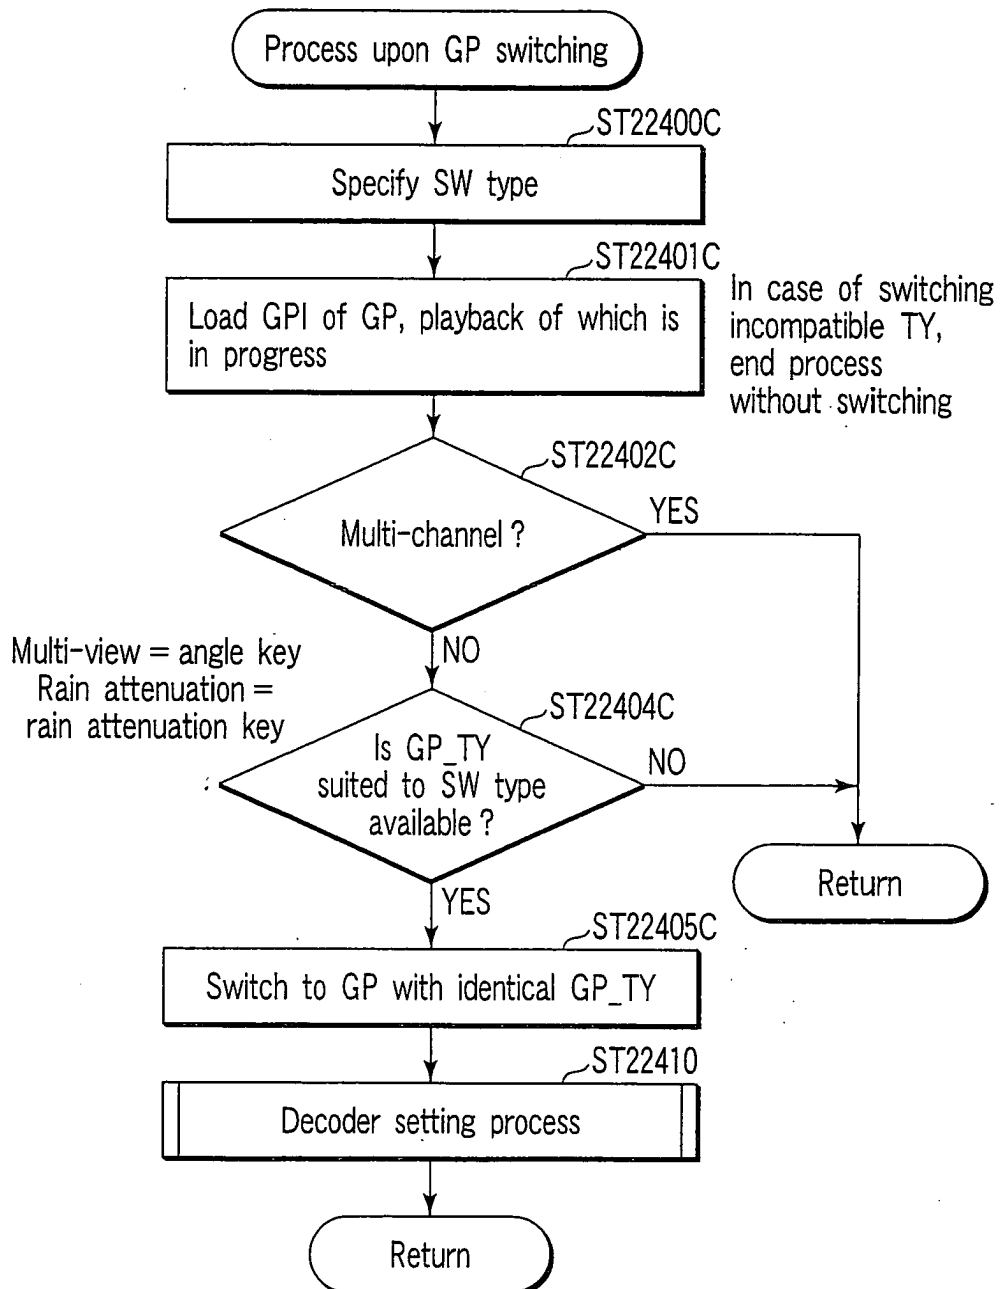 Process upon GP switching
ST22400C
Specify SW type
ST22401C
Load GPI of GP, playback of which is
in progress
In case of switching
incompatible TY,
end process
without switching
ST22402C
Multi-channel ?
YES
NO
Multi-view = angle key
Rain attenuation =
rain attenuation key
ST22404C
Is GP_TY
suited to SW type
available ?
NO
YES
Return
ST22405C
Switch to GP with identical GP_TY
ST22410
Decoder setting process
Return